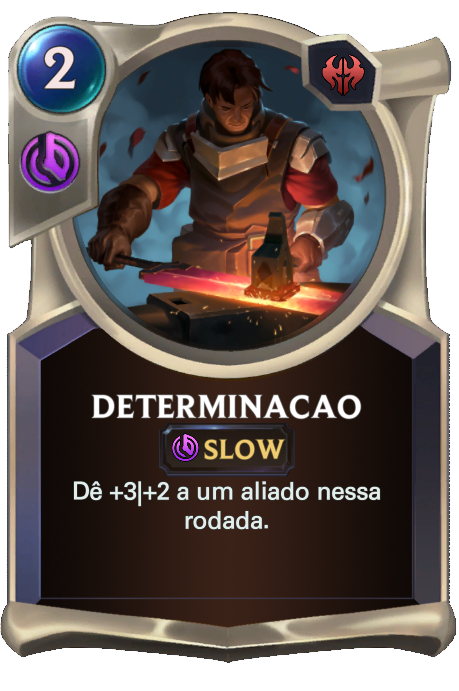 2
DETERMINACAO
SLOW
Dê +3|+2 a um aliado nessa
rodada.